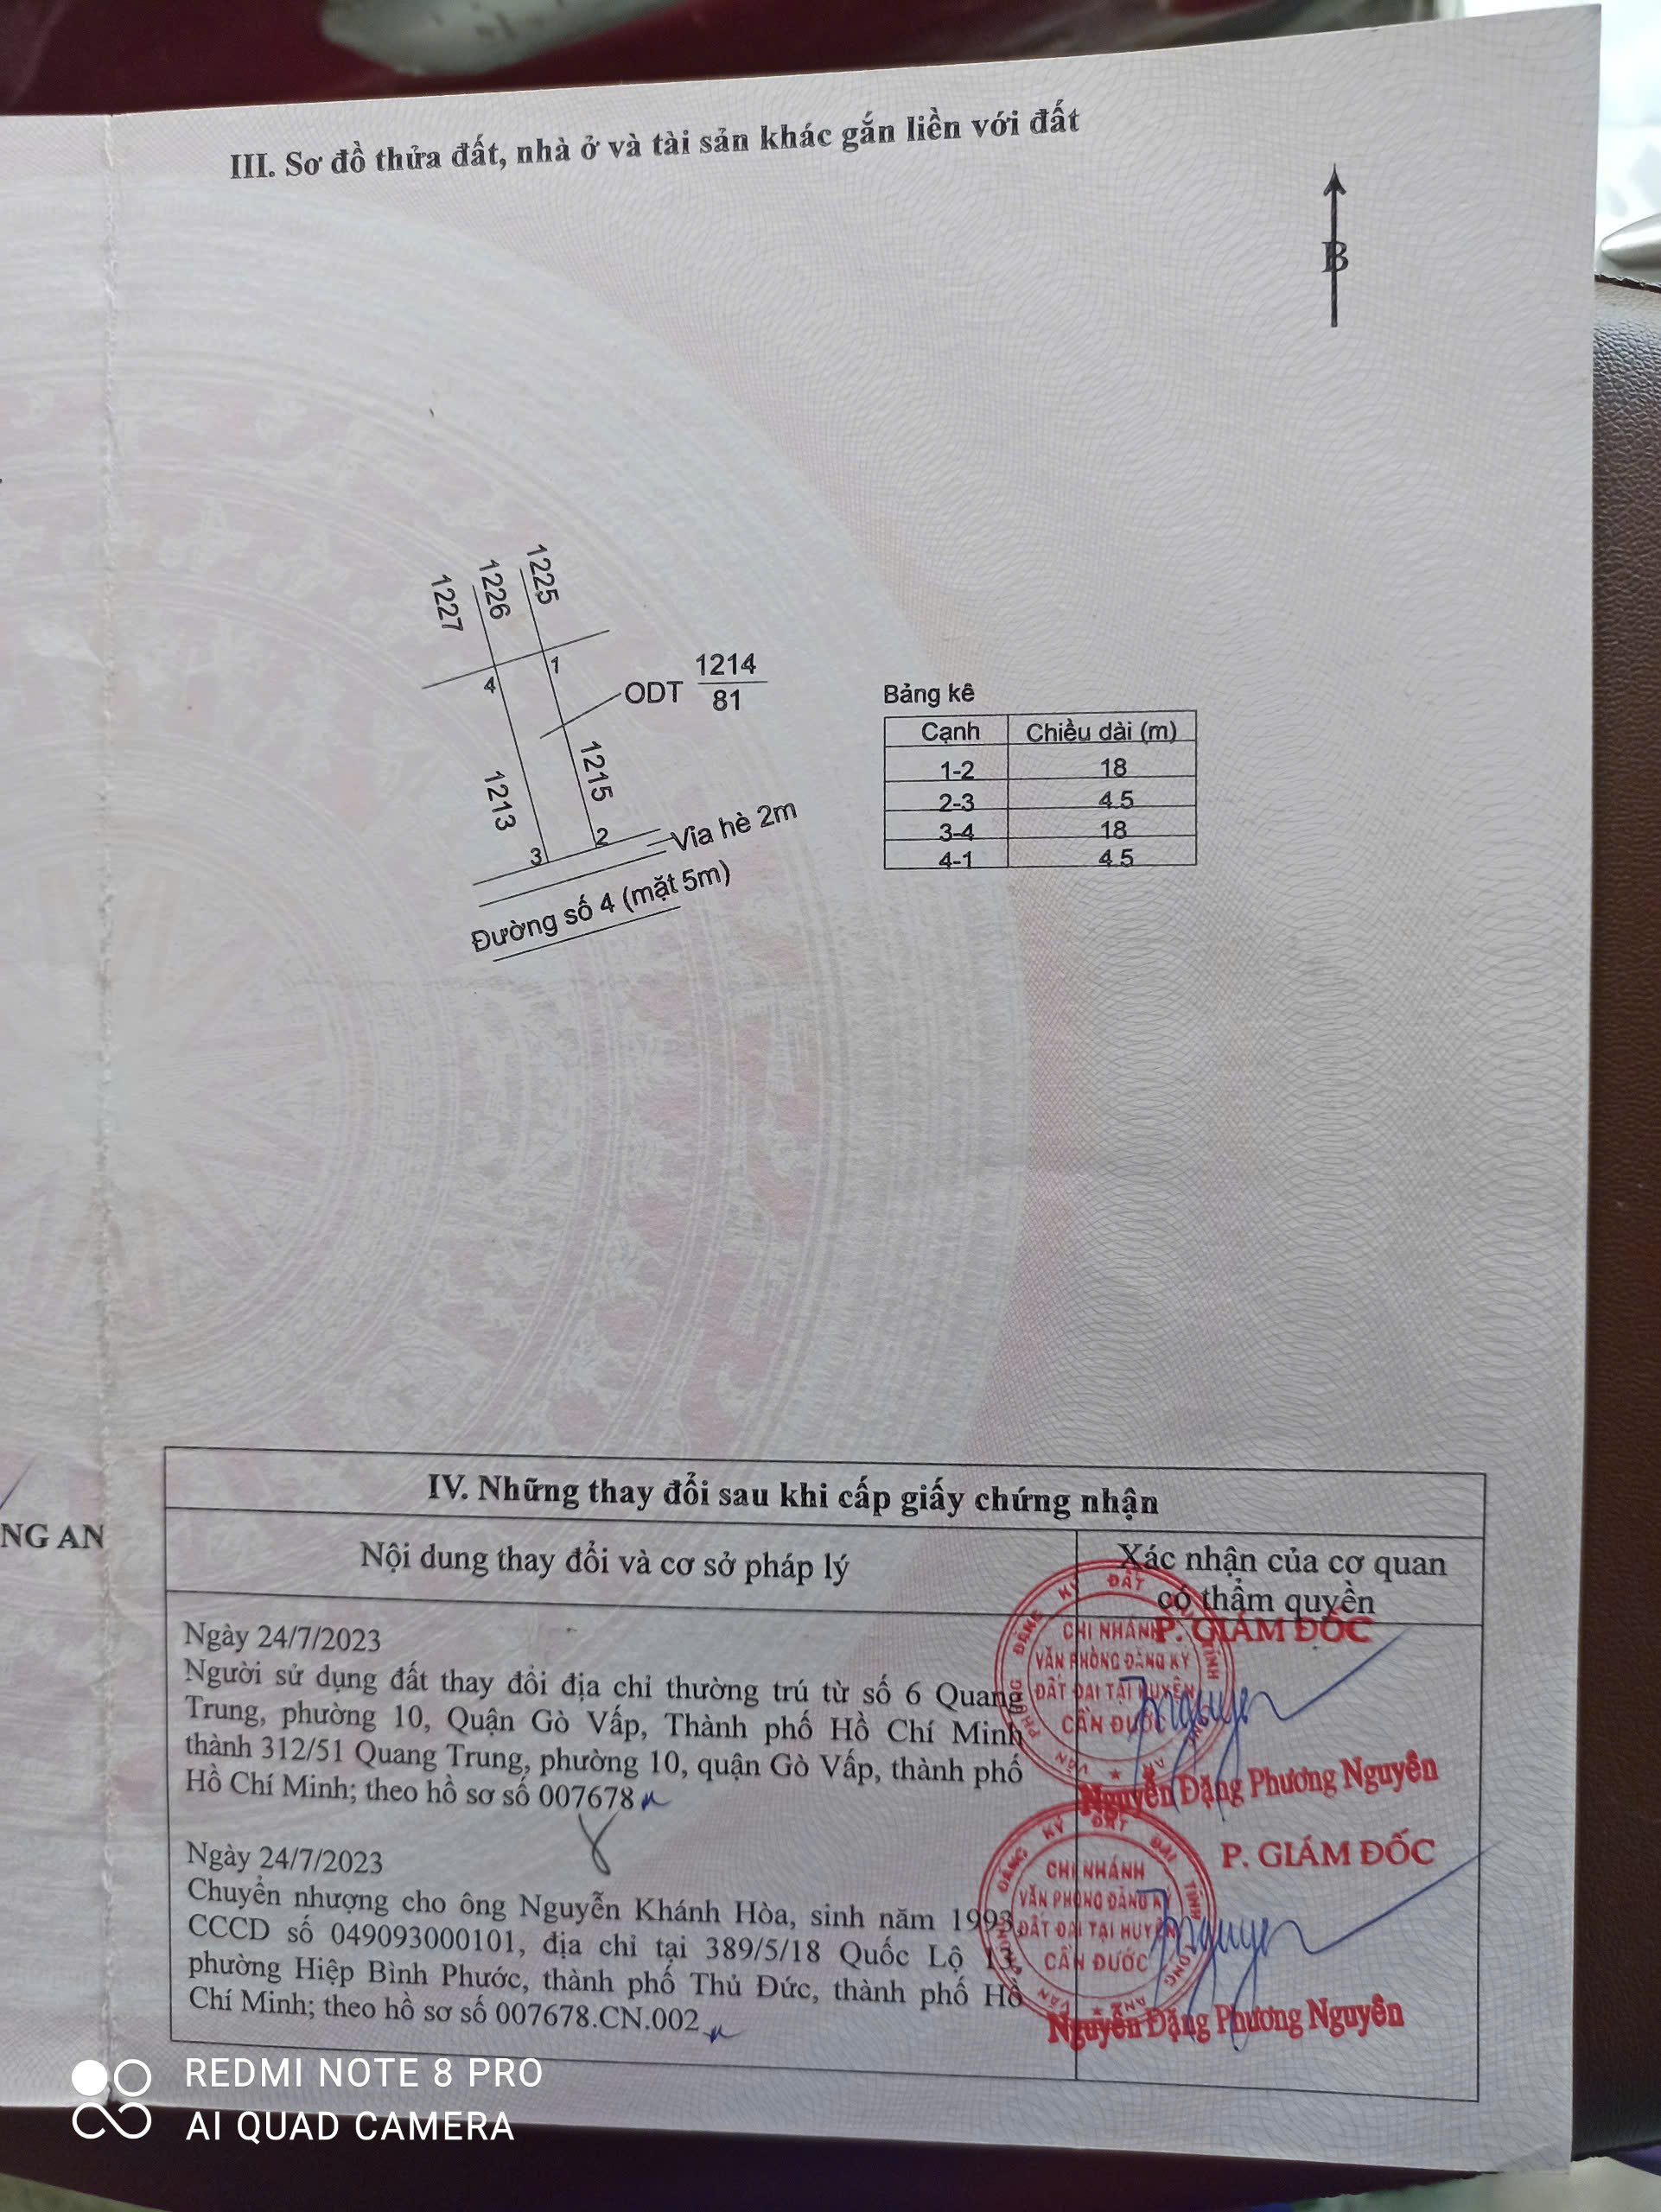 III. Sơ đồ thửa đất, nhà ở và tài sản khác gắn liền với đất
B
1227
1226
1225
4
1
ODT 1214
81
1213
1215
3
2
Vỉa hè 2m
Đường số 4 (mặt 5m)
Bảng kê
Cạnh Chiều dài (m)
1-2 18
2-3 4.5
3-4 18
4-1 4.5
NG AN
IV. Những thay đổi sau khi cấp giấy chứng nhận
Nội dung thay đổi và cơ sở pháp lý
Xác nhận của cơ quan
có thẩm quyền
Ngày 24/7/2023
Người sử dụng đất thay đổi địa chỉ thường trú từ số 6 Quang
Trung, phường 10, Quận Gò Vấp, Thành phố Hồ Chí Minh
thành 312/51 Quang Trung, phường 10, quận Gò Vấp, thành phố
Hồ Chí Minh; theo hồ sơ số 007678
P. GIÁM ĐỐC
CHI NHÁNH
VĂN PHÒNG ĐĂNG KÝ
ĐẤT ĐAI TẠI HUYỆN
CẦN ĐƯỚC
Nguyễn Đặng Phương Nguyên
Ngày 24/7/2023
Chuyển nhượng cho ông Nguyễn Khánh Hòa, sinh năm 1993,
CCCD số 049093000101, địa chỉ tại 389/5/18 Quốc Lộ 13,
phường Hiệp Bình Phước, thành phố Thủ Đức, thành phố Hồ
Chí Minh; theo hồ sơ số 007678.CN.002
P. GIÁM ĐỐC
CHI NHÁNH
VĂN PHÒNG ĐĂNG KÝ
ĐẤT ĐAI TẠI HUYỆN
CẦN ĐƯỚC
Nguyễn Đặng Phương Nguyên
REDMI NOTE 8 PRO
AI QUAD CAMERA